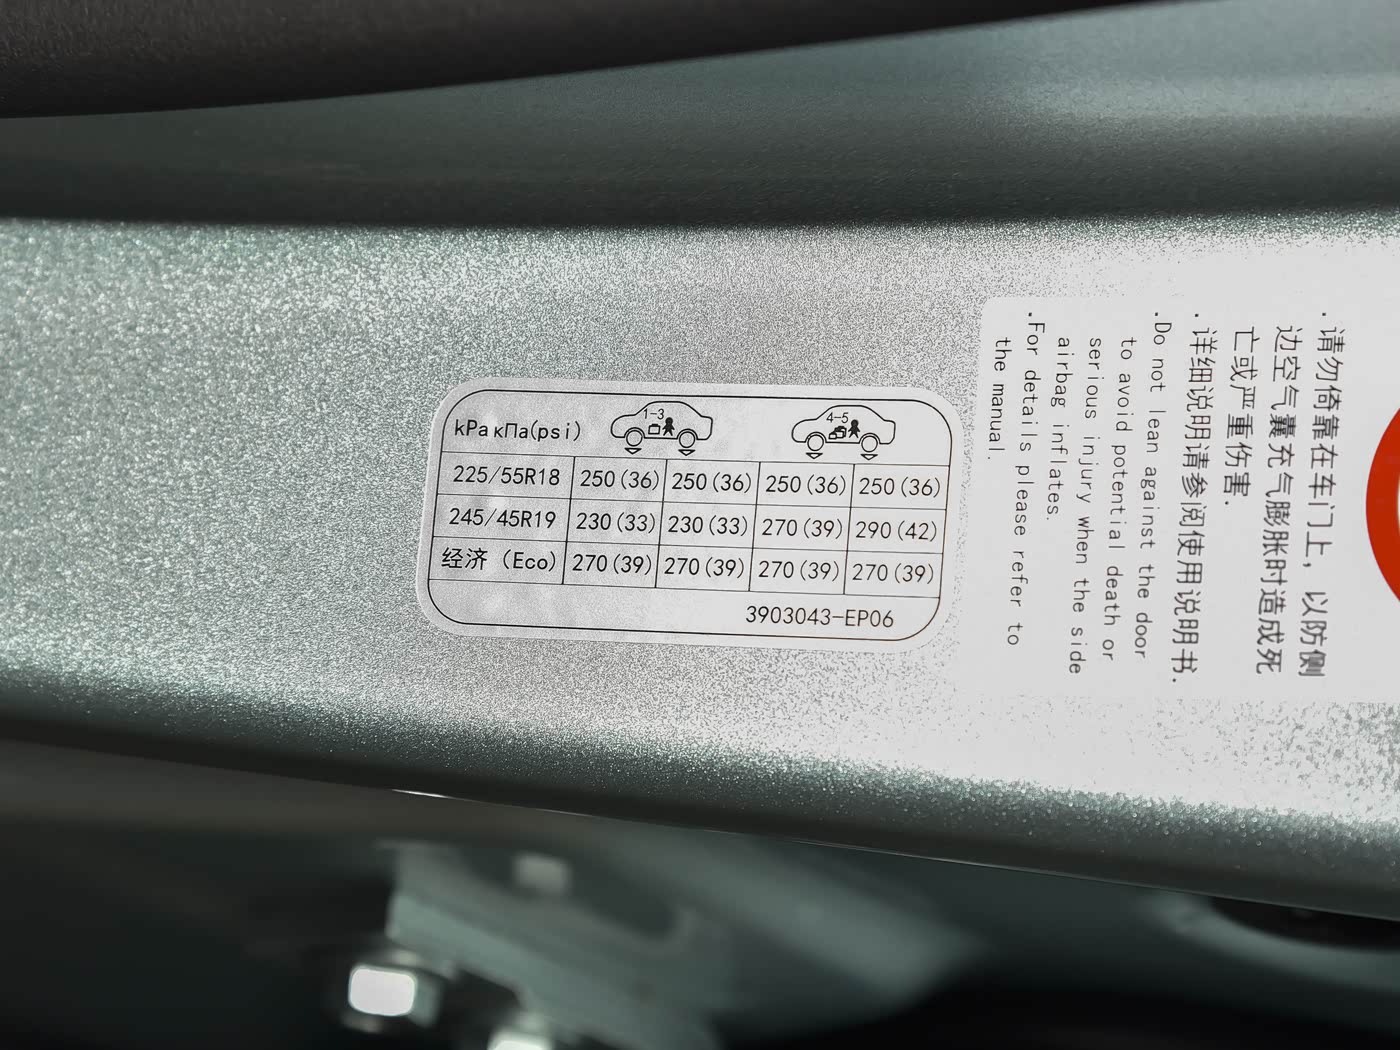 kPa кПа(psi) 1-3 4-5
225/55R18 250(36) 250(36) 250(36) 250(36)
245/45R19 230(33) 230(33) 270(39) 290(42)
经济（Eco） 270(39) 270(39) 270(39) 270(39)
3903043-EP06
.请勿倚靠在车门上，以防侧
边空气囊充气膨胀时造成死
亡或严重伤害.
.详细说明请参阅使用说明书.
.Do not lean against the door
to avoid potential death or
serious injury when the side
airbag inflates.
.For details please refer to
the manual.